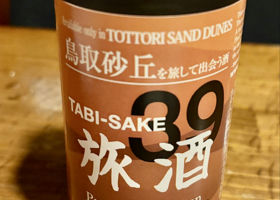 Available only in TOTTORI SAND DUNES
鳥取砂丘を旅して出会う酒
TABI-SAKE 39
旅酒